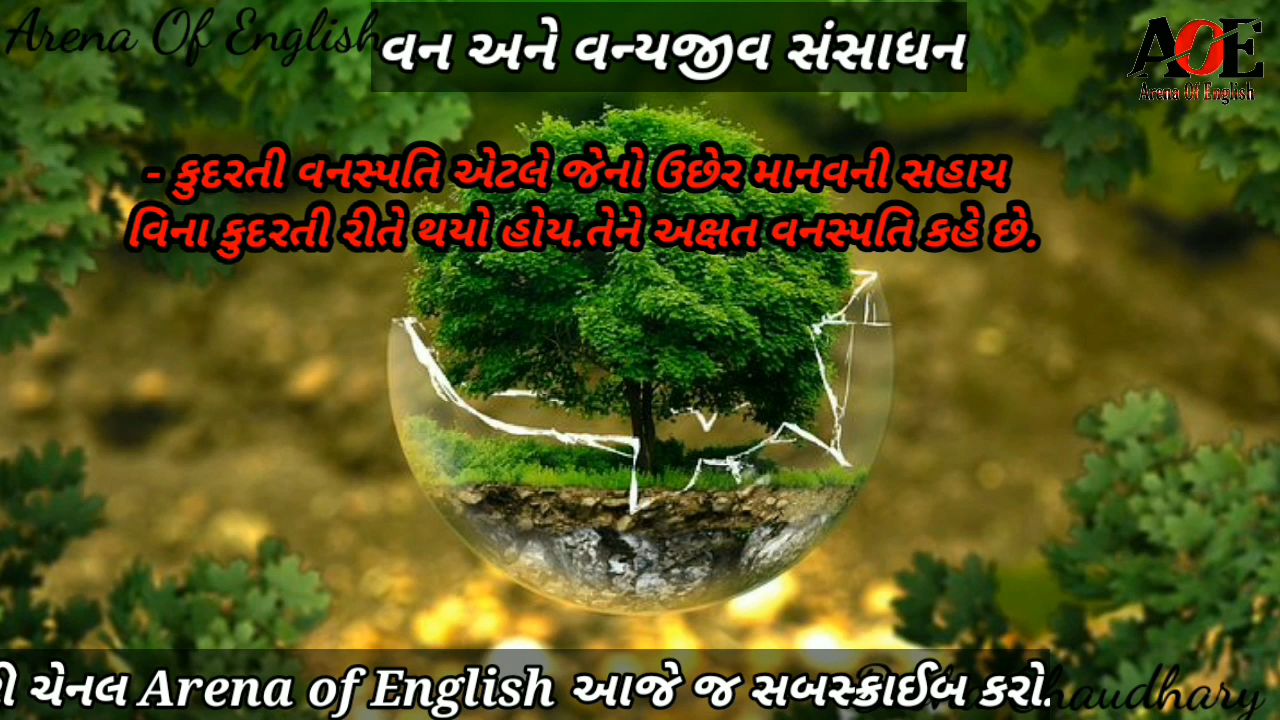 Arena Of English
વન અને વન્યજીવ સંસાધન
AOE
Arena Of English
- કુદરતી વનસ્પતિ એટલે જેનો ઉછેર માનવની સહાય
વિના કુદરતી રીતે થયો હોય.તેને અક્ષત વનસ્પતિ કહે છે.
ચેનલ Arena of English આજે જ સબસ્ક્રાઈબ કરો.